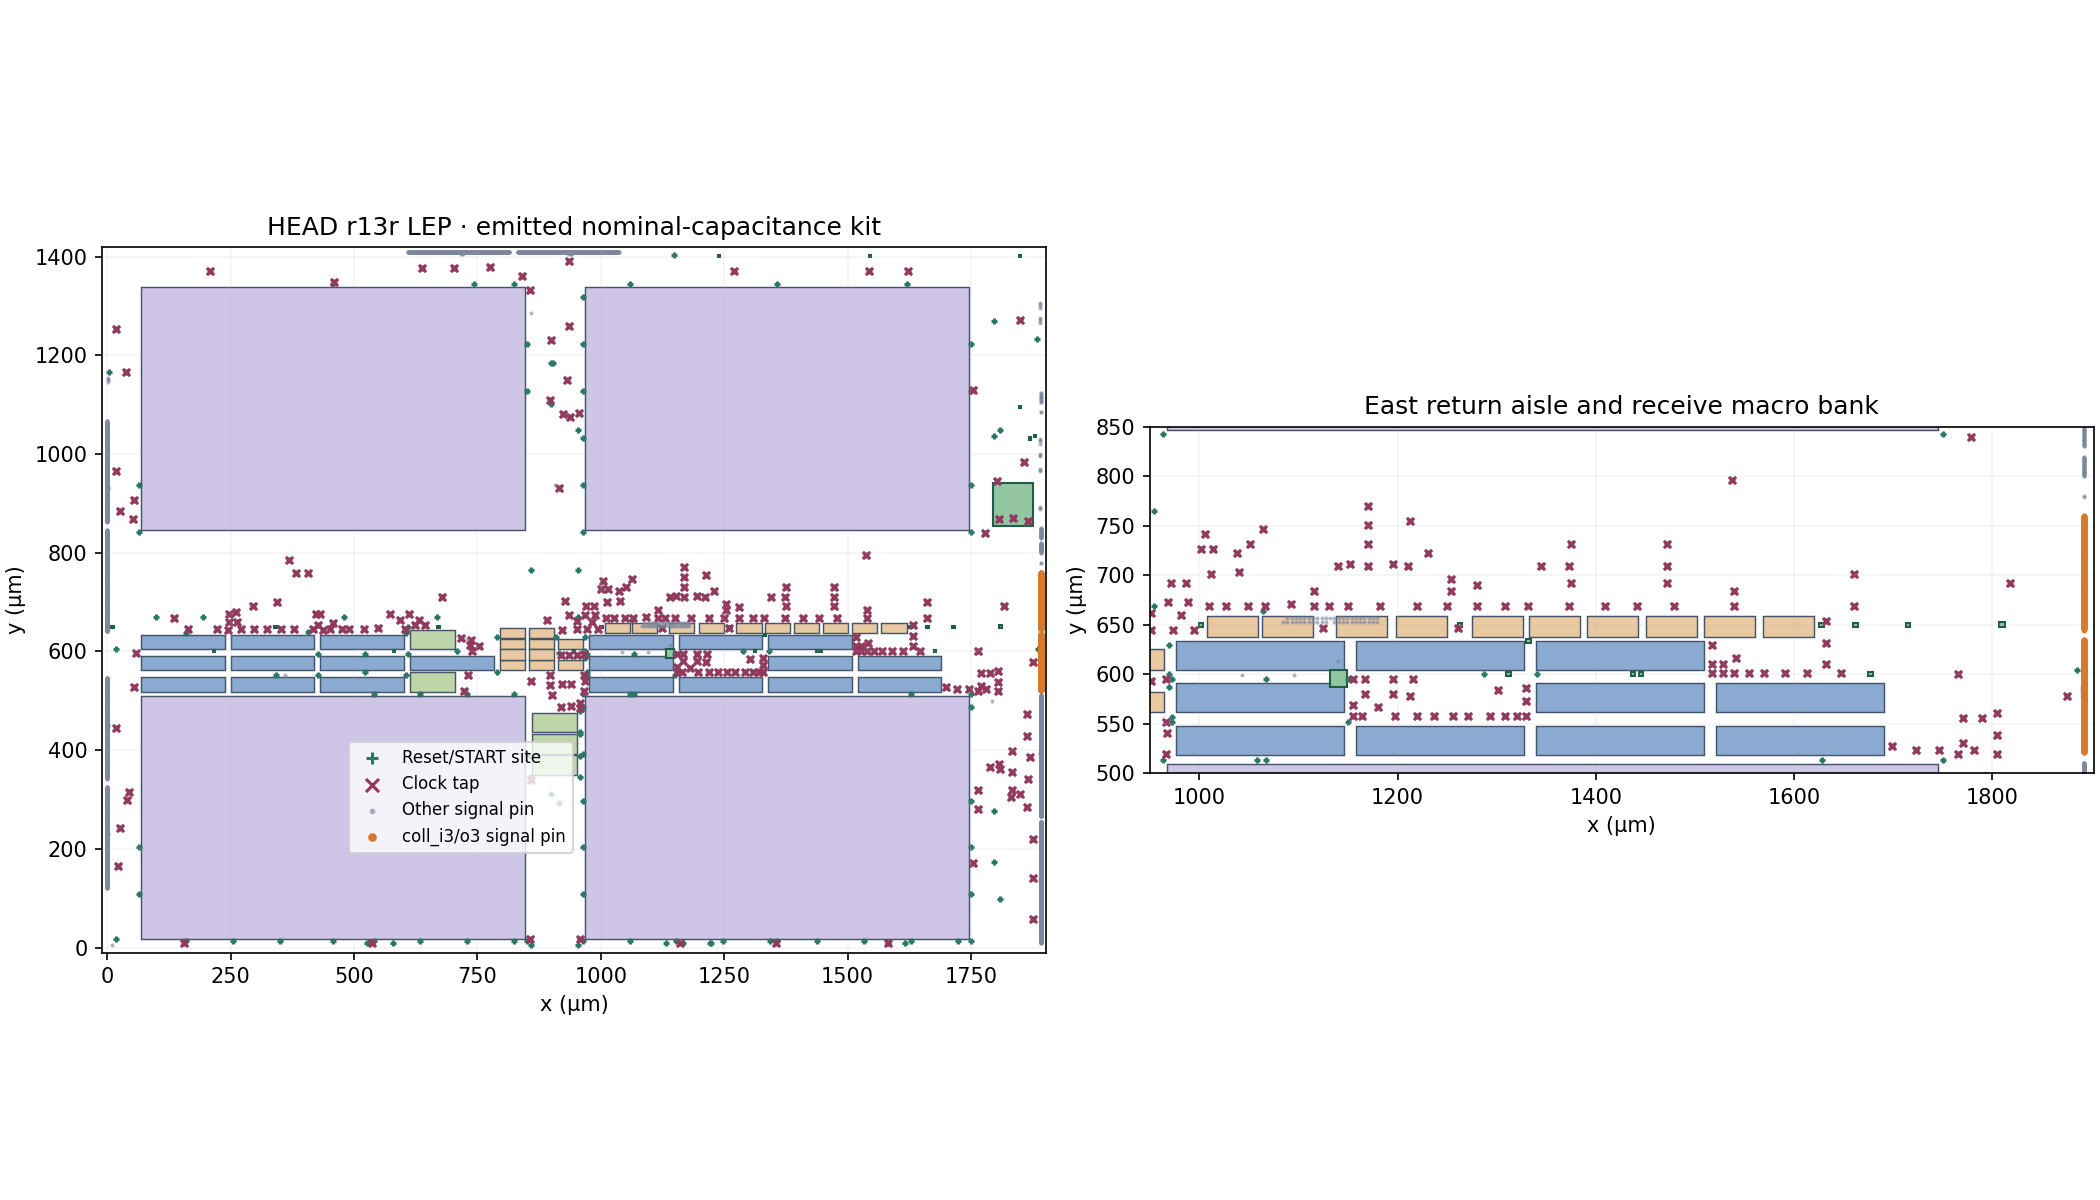 HEAD r13r LEP · emitted nominal-capacitance kit
1400
1200
1000
800
600
400
200
0
y (µm)
0 250 500 750 1000 1250 1500 1750
x (µm)
Reset/START site
Clock tap
Other signal pin
coll_i3/o3 signal pin
East return aisle and receive macro bank
850
800
750
700
650
600
550
500
y (µm)
1000 1200 1400 1600 1800
x (µm)